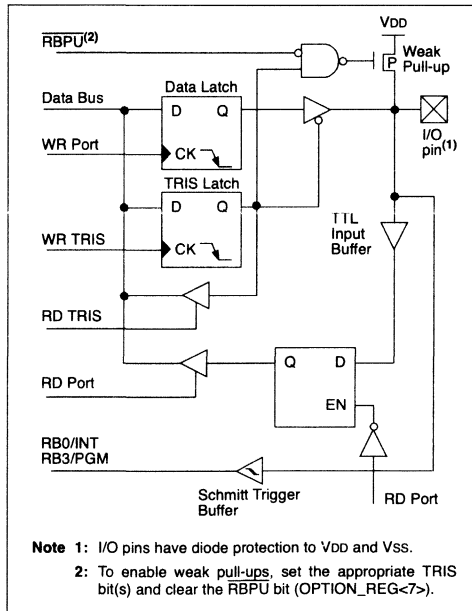 VDD
RBPU(2)
Weak
Pull-up
P
Data Latch
Data Bus
D Q
I/O
pin(1)
WR Port
CK
TRIS Latch
D Q
TTL
Input
Buffer
WR TRIS
CK
RD TRIS
Q D
RD Port
EN
RB0/INT
RB3/PGM
Schmitt Trigger
Buffer
RD Port
Note 1: I/O pins have diode protection to VDD and VSS.
2: To enable weak pull-ups, set the appropriate TRIS
bit(s) and clear the RBPU bit (OPTION_REG<7>).